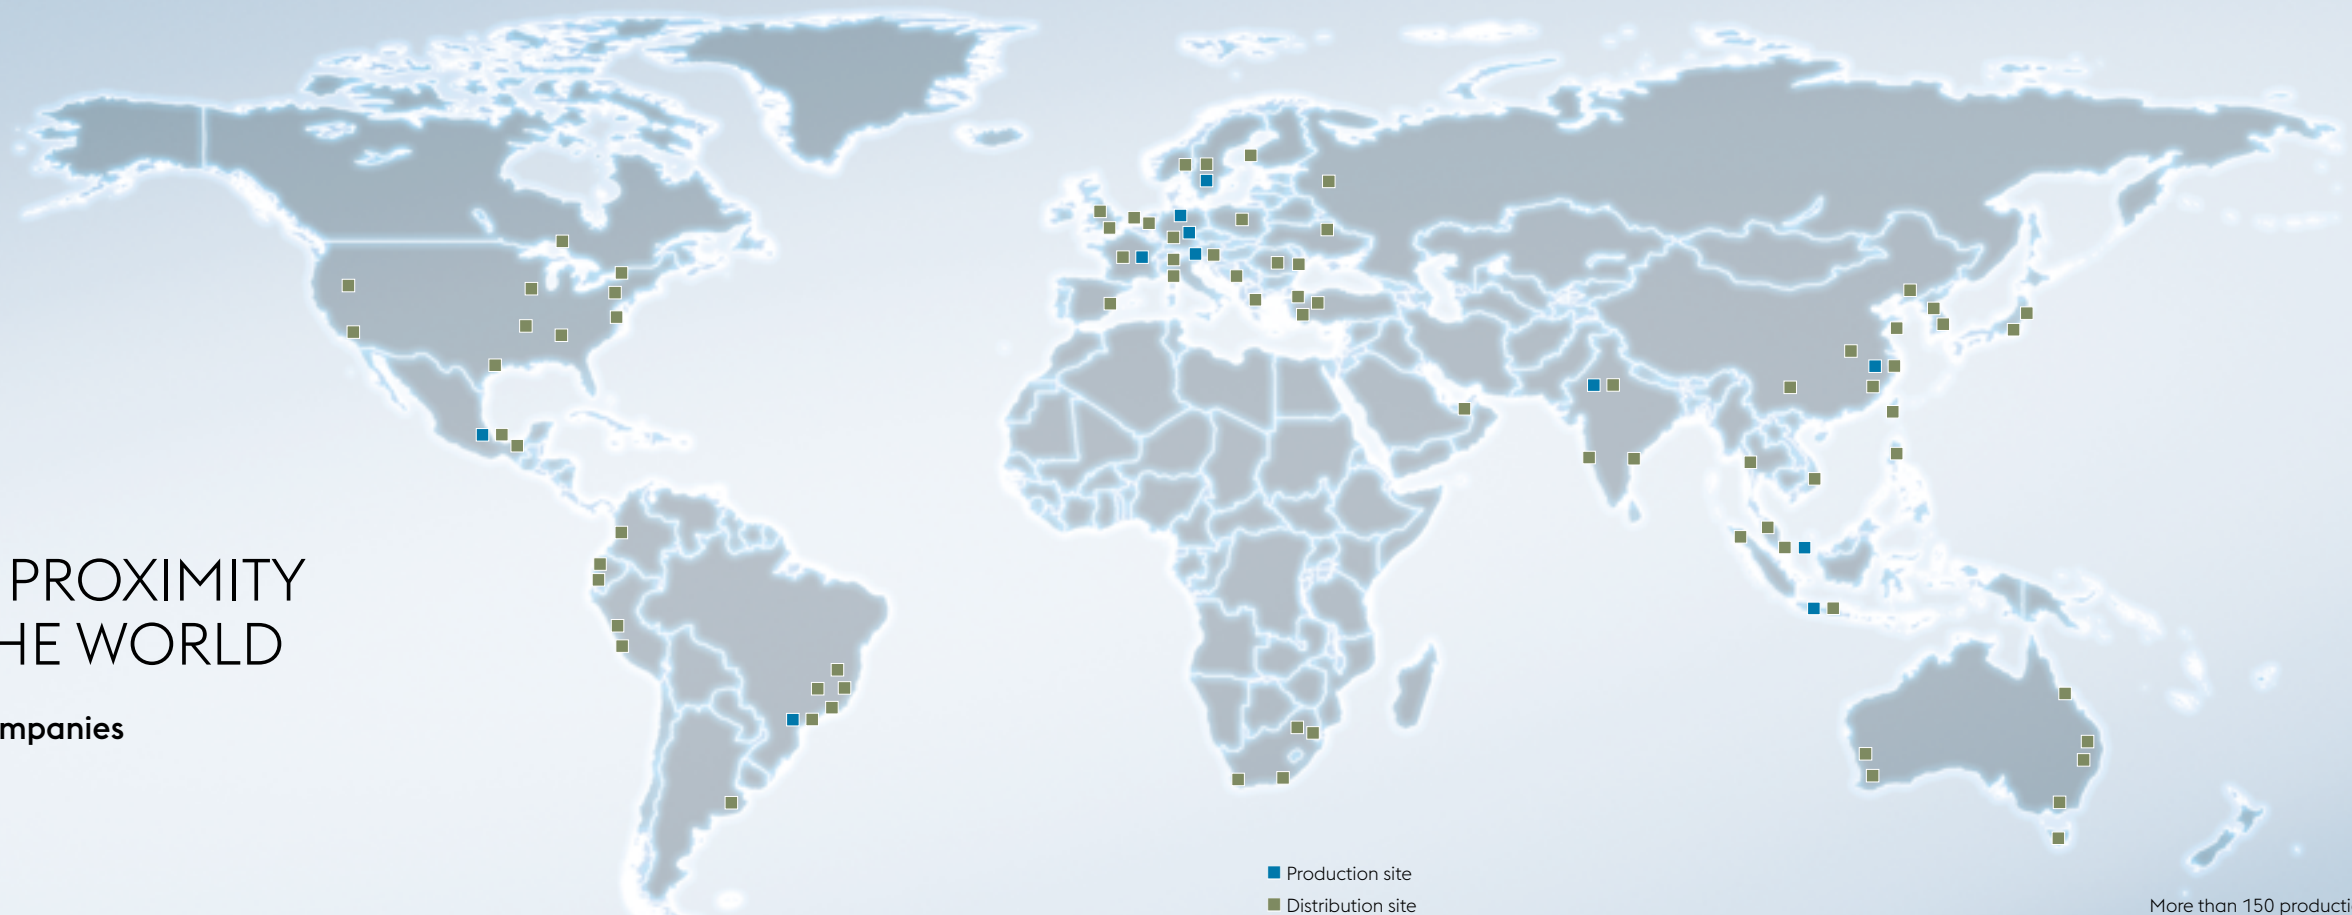 PROXIMITY
HE WORLD
mpanies
Production site
Distribution site
More than 150 producti